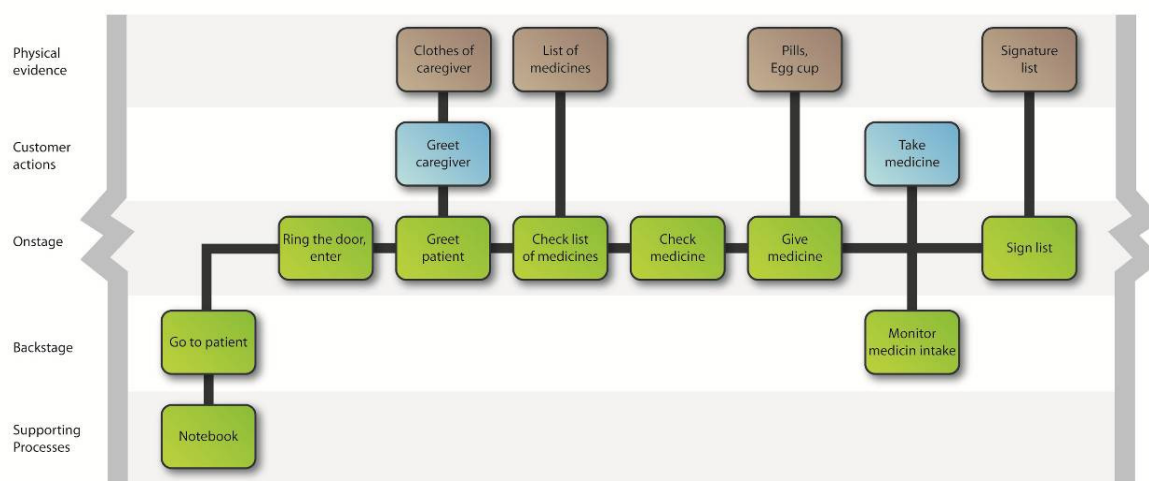 Physical
evidence
Clothes of
caregiver
List of
medicines
Pills,
Egg cup
Signature
list
Customer
actions
Greet
caregiver
Take
medicine
Onstage
Ring the door,
enter
Greet
patient
Check list
of medicines
Check
medicine
Give
medicine
Sign list
Backstage
Go to patient
Monitor
medicin intake
Supporting
Processes
Notebook